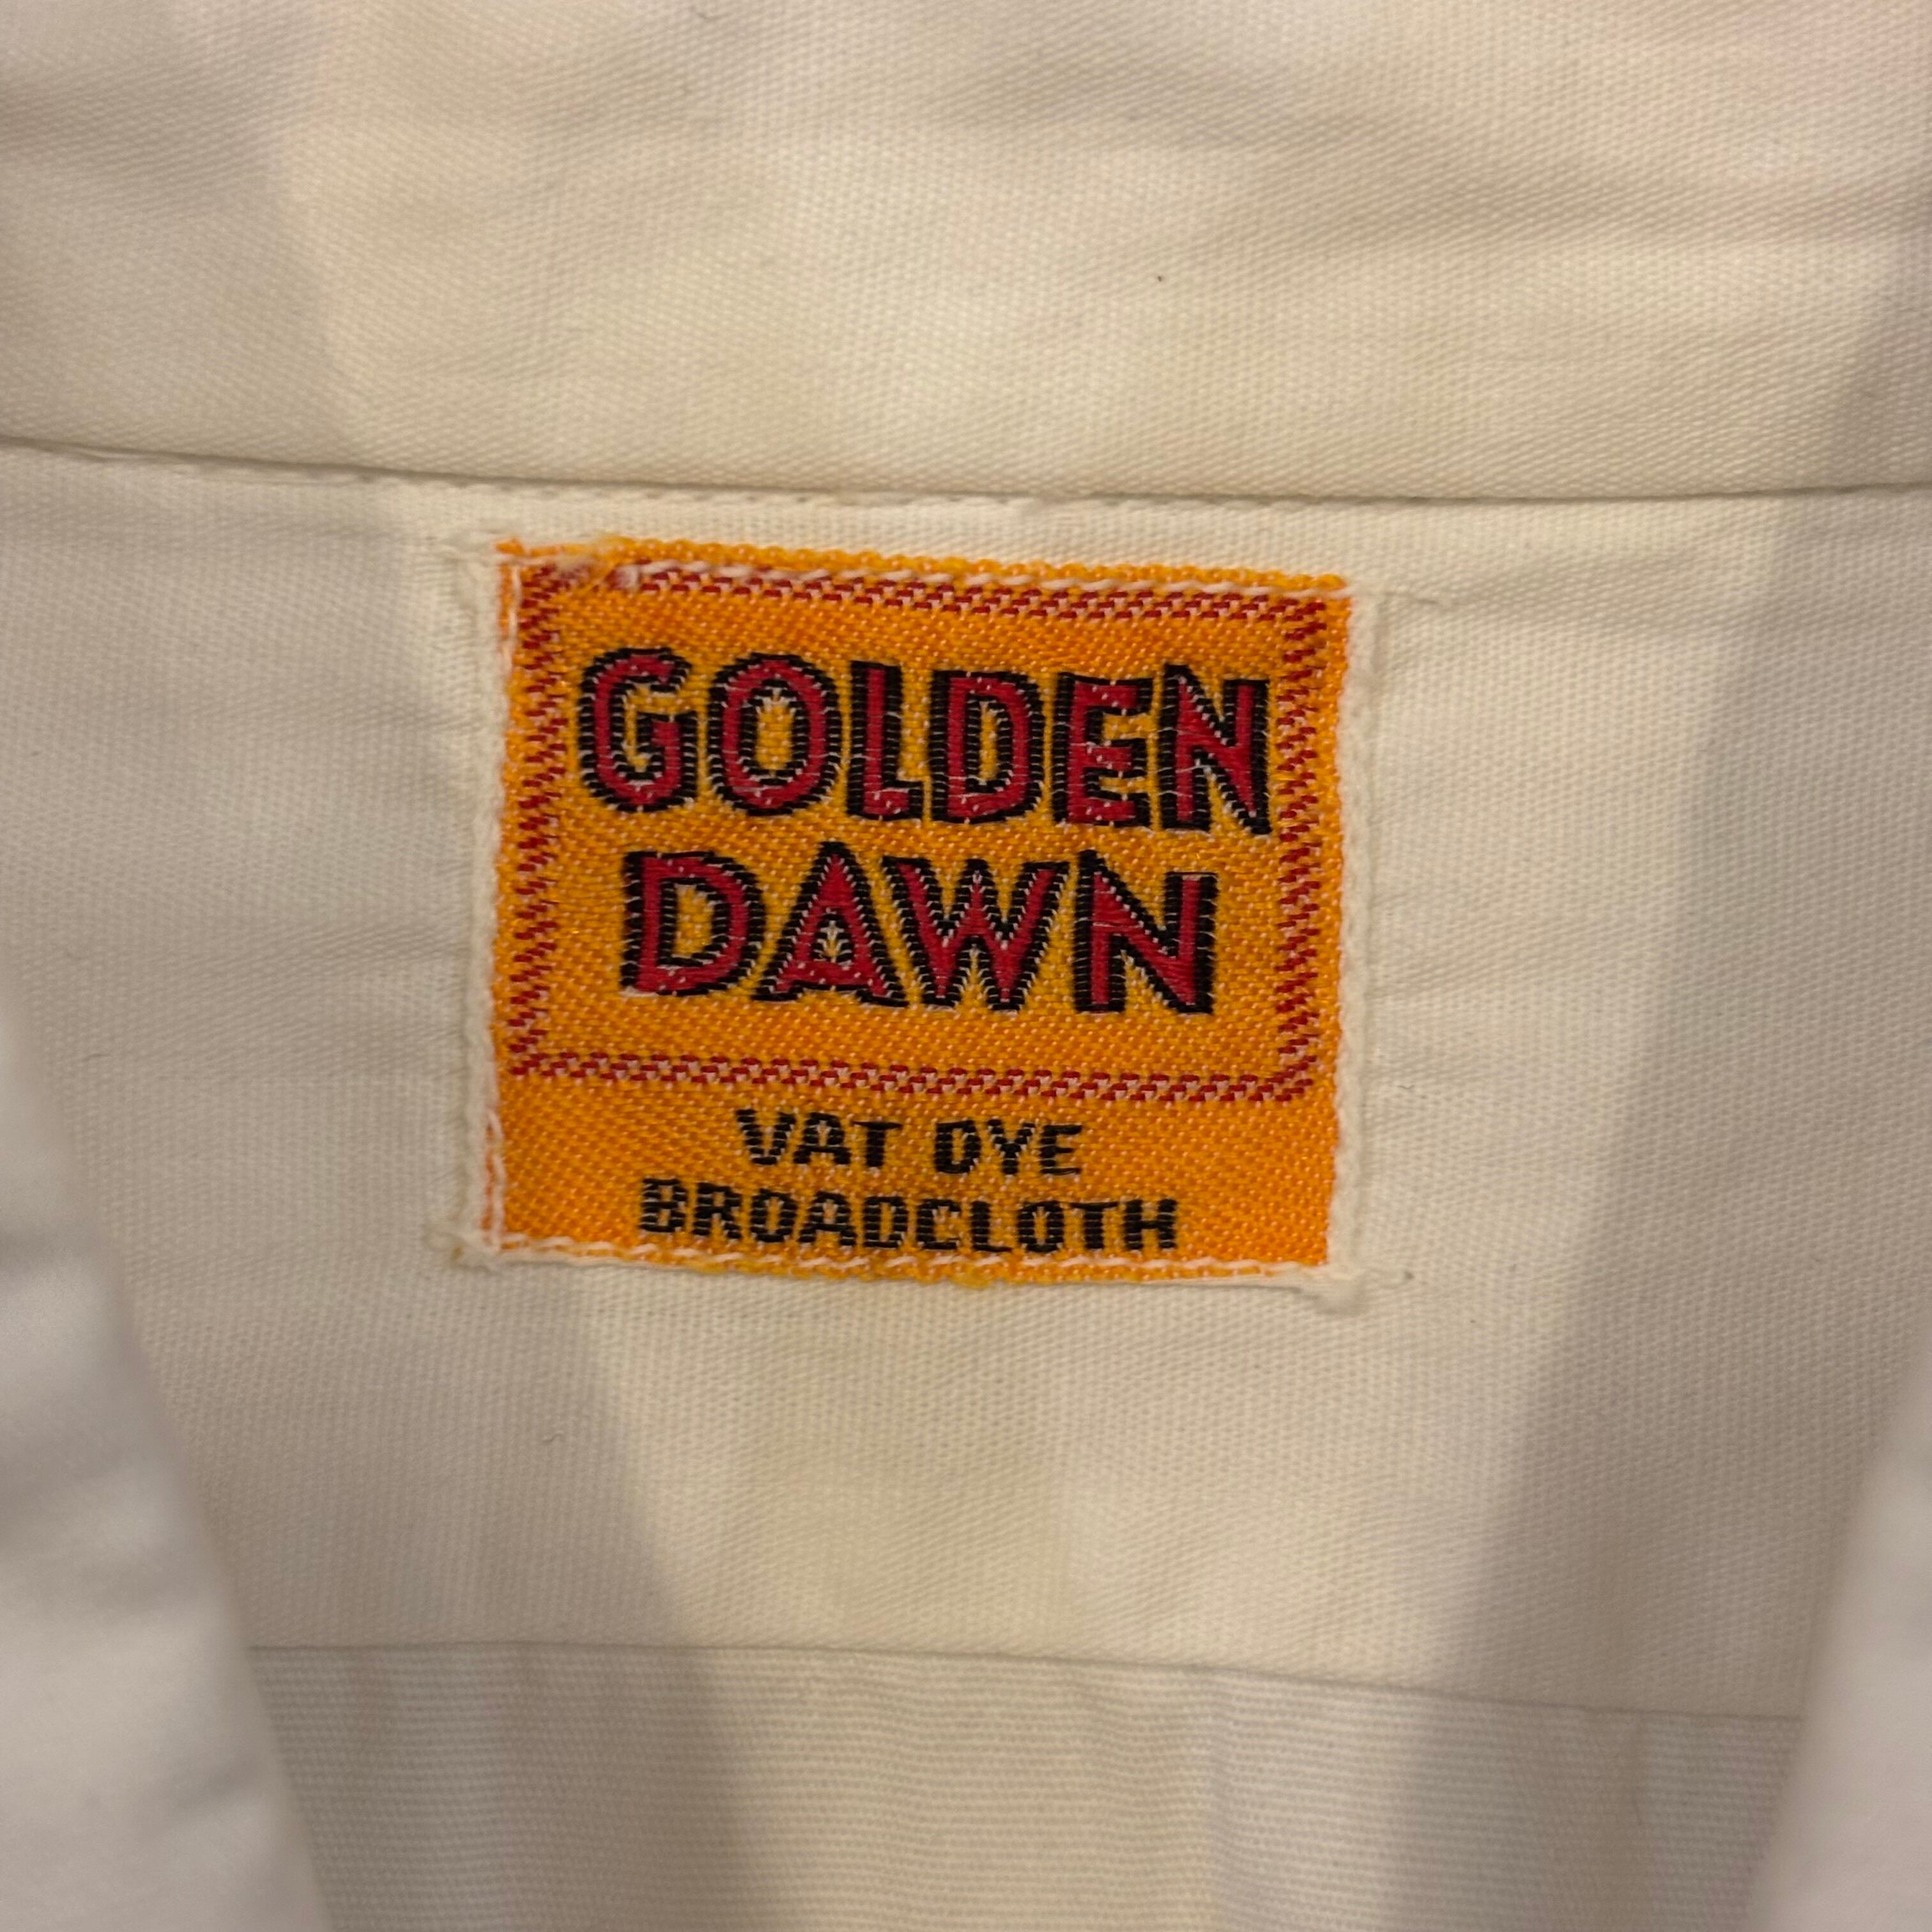 GOLDEN
DAWN
VAT DYE
BROADCLOTH